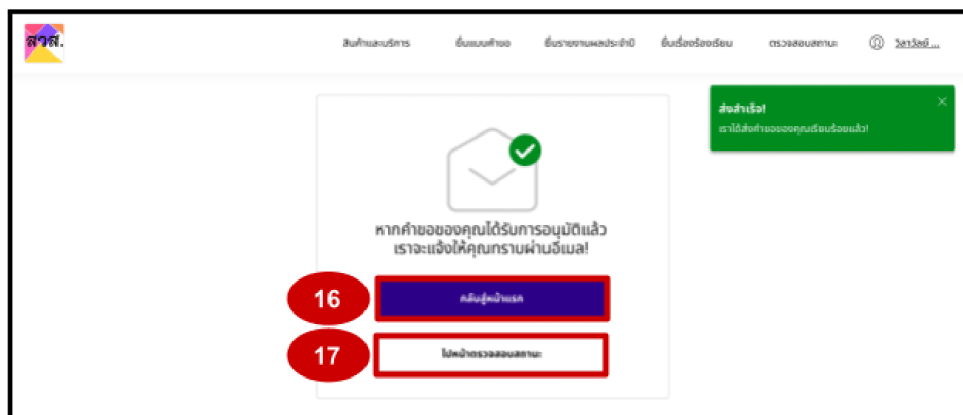 สวส.
สินค้าและบริการ ยื่นแบบคำขอ ยื่นรายงานผลประจำปี ยื่นเรื่องร้องเรียน ตรวจสอบสถานะ วิลาวัลย์ ...
ส่งสำเร็จ!
เราได้ส่งคำขอของคุณเรียบร้อยแล้ว!
หากคำขอของคุณได้รับการอนุมัติแล้ว
เราจะแจ้งให้คุณทราบผ่านอีเมล!
16 กลับสู่หน้าแรก
17 ไปหน้าตรวจสอบสถานะ